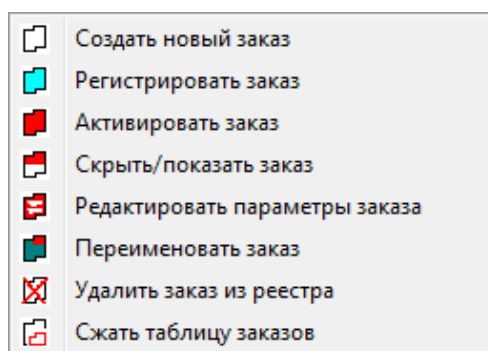 Создать новый заказ
Регистрировать заказ
Активировать заказ
Скрыть/показать заказ
Редактировать параметры заказа
Переименовать заказ
Удалить заказ из реестра
Сжать таблицу заказов